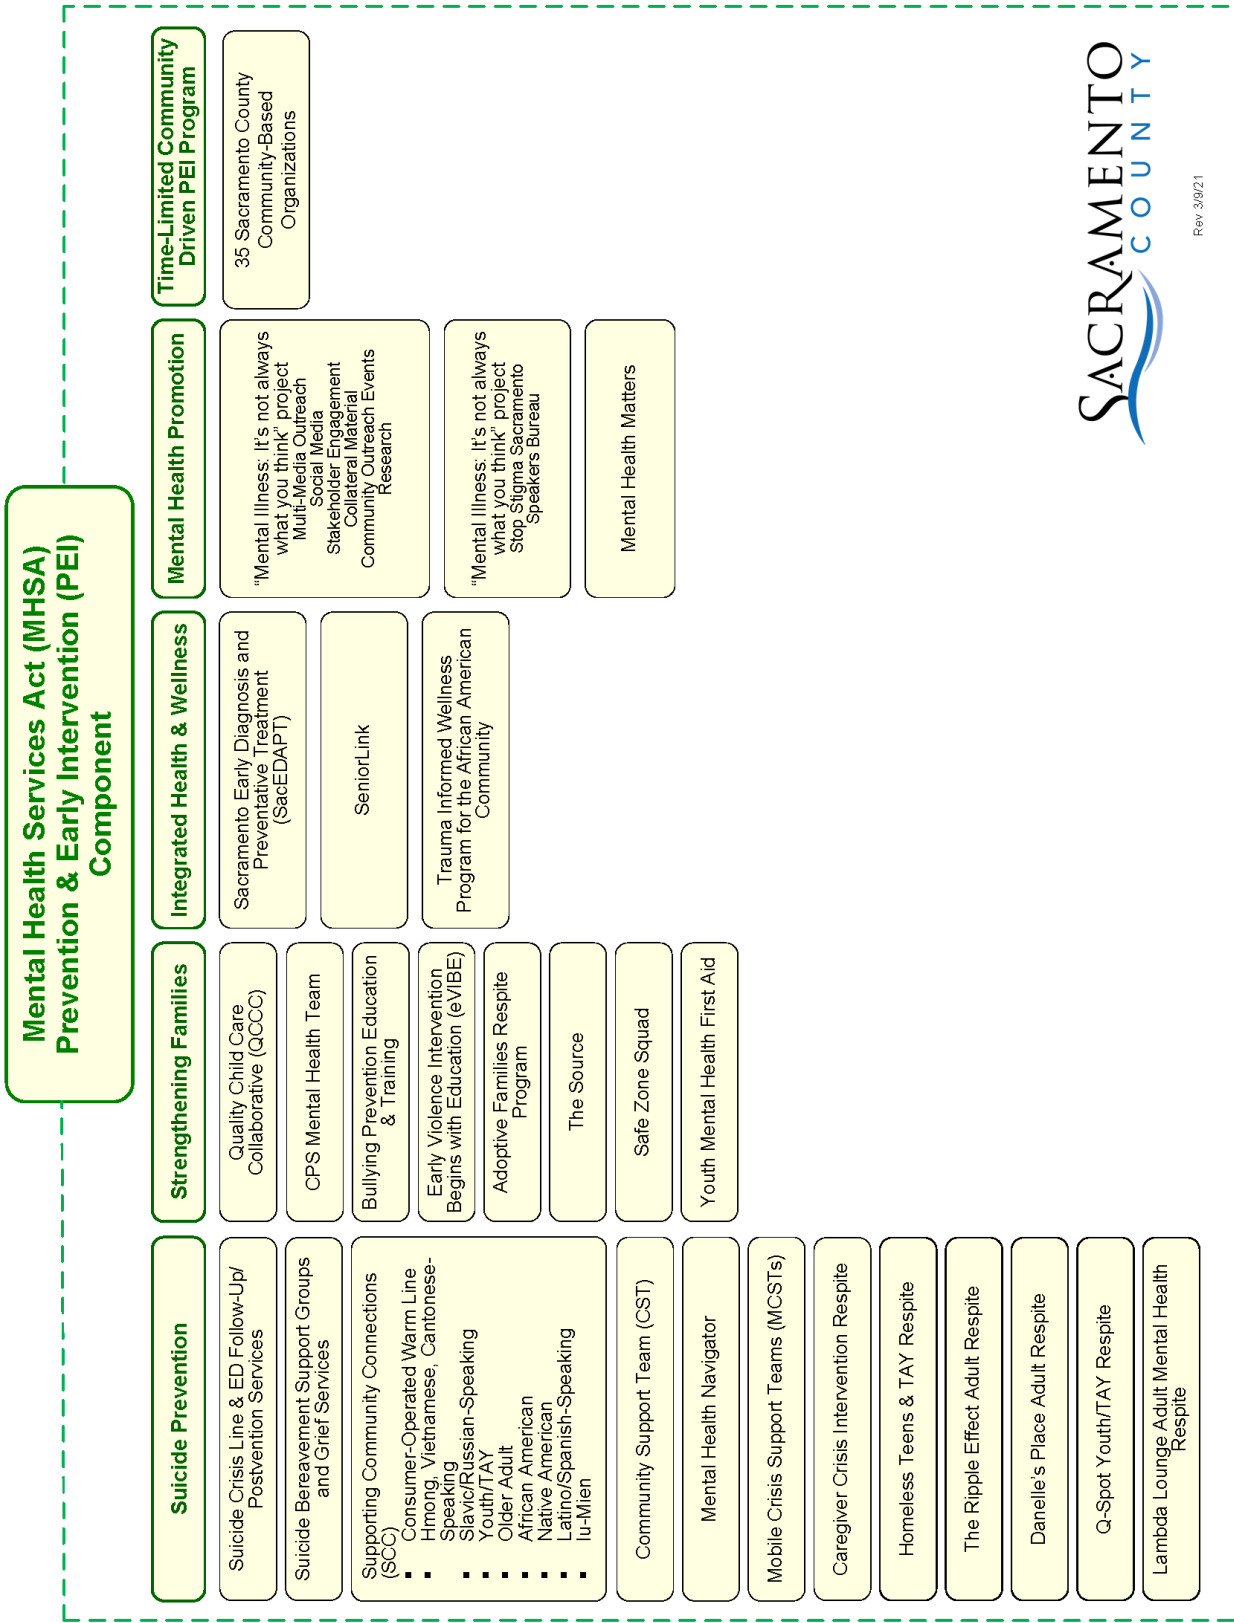 Mental Health Services Act (MHSA)
Prevention & Early Intervention (PEI)
Component
Suicide Prevention
Suicide Crisis Line & ED Follow-Up/
Postvention Services
Suicide Bereavement Support Groups
and Grief Services
Supporting Community Connections
(SCC)
▪ Consumer-Operated Warm Line
▪ Hmong, Vietnamese, Cantonese-
Speaking
▪ Slavic/Russian-Speaking
▪ Youth/TAY
▪ Older Adult
▪ African American
▪ Native American
▪ Latino/Spanish-Speaking
▪ Iu-Mien
Community Support Team (CST)
Mental Health Navigator
Mobile Crisis Support Teams (MCSTs)
Caregiver Crisis Intervention Respite
Homeless Teens & TAY Respite
The Ripple Effect Adult Respite
Danelle's Place Adult Respite
Q-Spot Youth/TAY Respite
Lambda Lounge Adult Mental Health
Respite
Strengthening Families
Quality Child Care
Collaborative (QCCC)
CPS Mental Health Team
Bullying Prevention Education
& Training
Early Violence Intervention
Begins with Education (eVIBE)
Adoptive Families Respite
Program
The Source
Safe Zone Squad
Youth Mental Health First Aid
Integrated Health & Wellness
Sacramento Early Diagnosis and
Preventative Treatment
(SacEDAPT)
SeniorLink
Trauma Informed Wellness
Program for the African American
Community
Mental Health Promotion
“Mental Illness: It’s not always
what you think” project
Multi-Media Outreach
Social Media
Stakeholder Engagement
Collateral Material
Community Outreach Events
Research
“Mental Illness: It’s not always
what you think” project
Stop Stigma Sacramento
Speakers Bureau
Mental Health Matters
Time-Limited Community
Driven PEI Program
35 Sacramento County
Community-Based
Organizations
SACRAMENTO
COUNTY
Rev 3/9/21